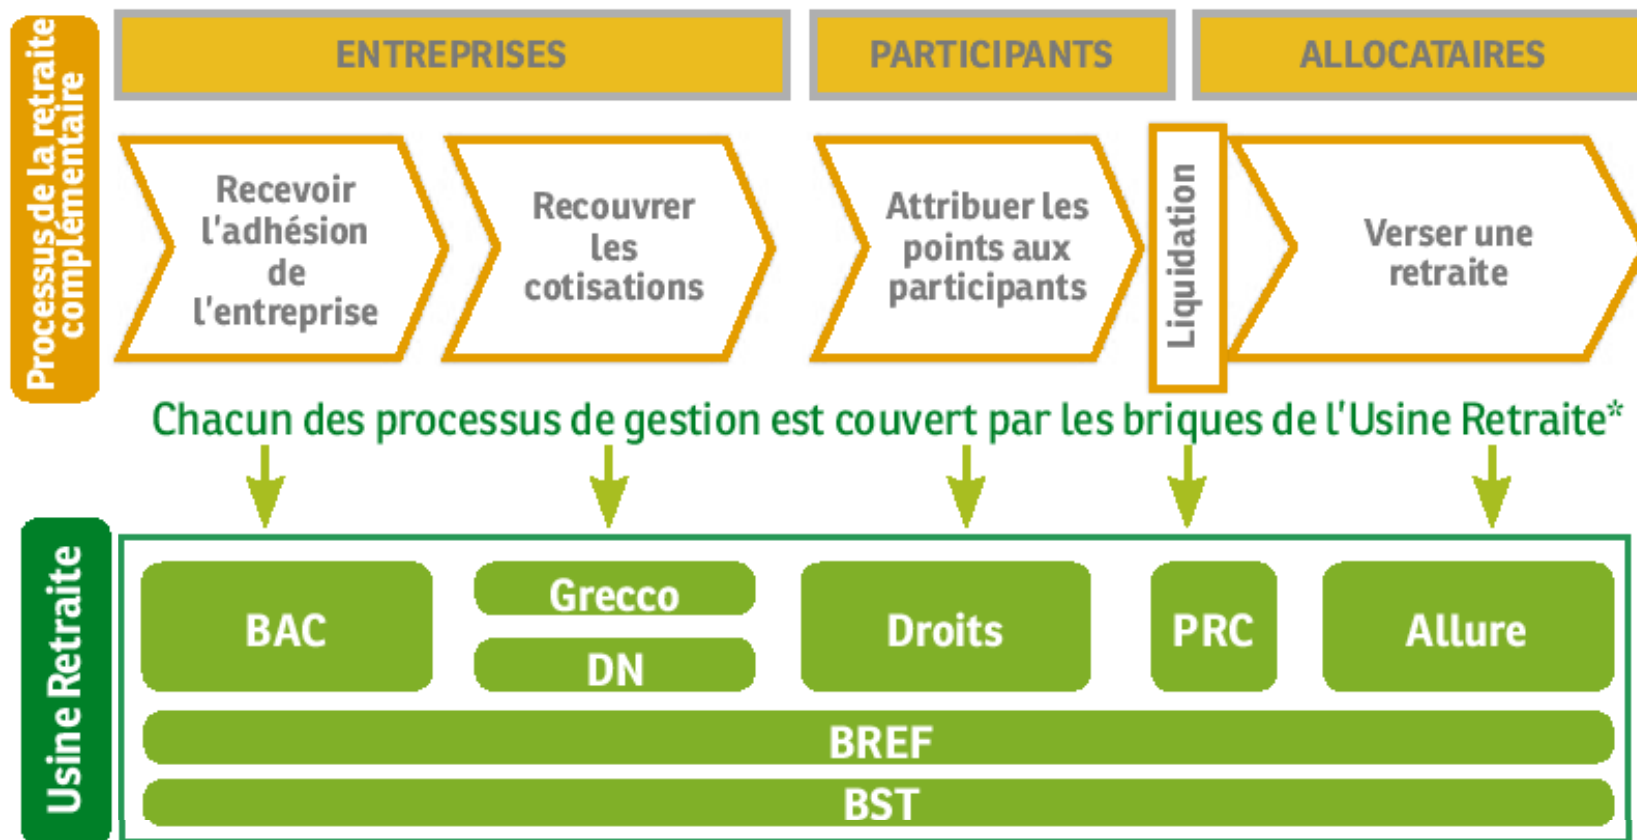 Processus de la retraite
complémentaire
ENTREPRISES
PARTICIPANTS
ALLOCATAIRES
Recevoir
l'adhésion
de
l'entreprise
Recouvrer
les
cotisations
Attribuer les
points aux
participants
Liquidation
Verser une
retraite
Chacun des processus de gestion est couvert par les briques de l'Usine Retraite*
Usine Retraite
BAC
Grecco
DN
Droits
PRC
Allure
BREF
BST